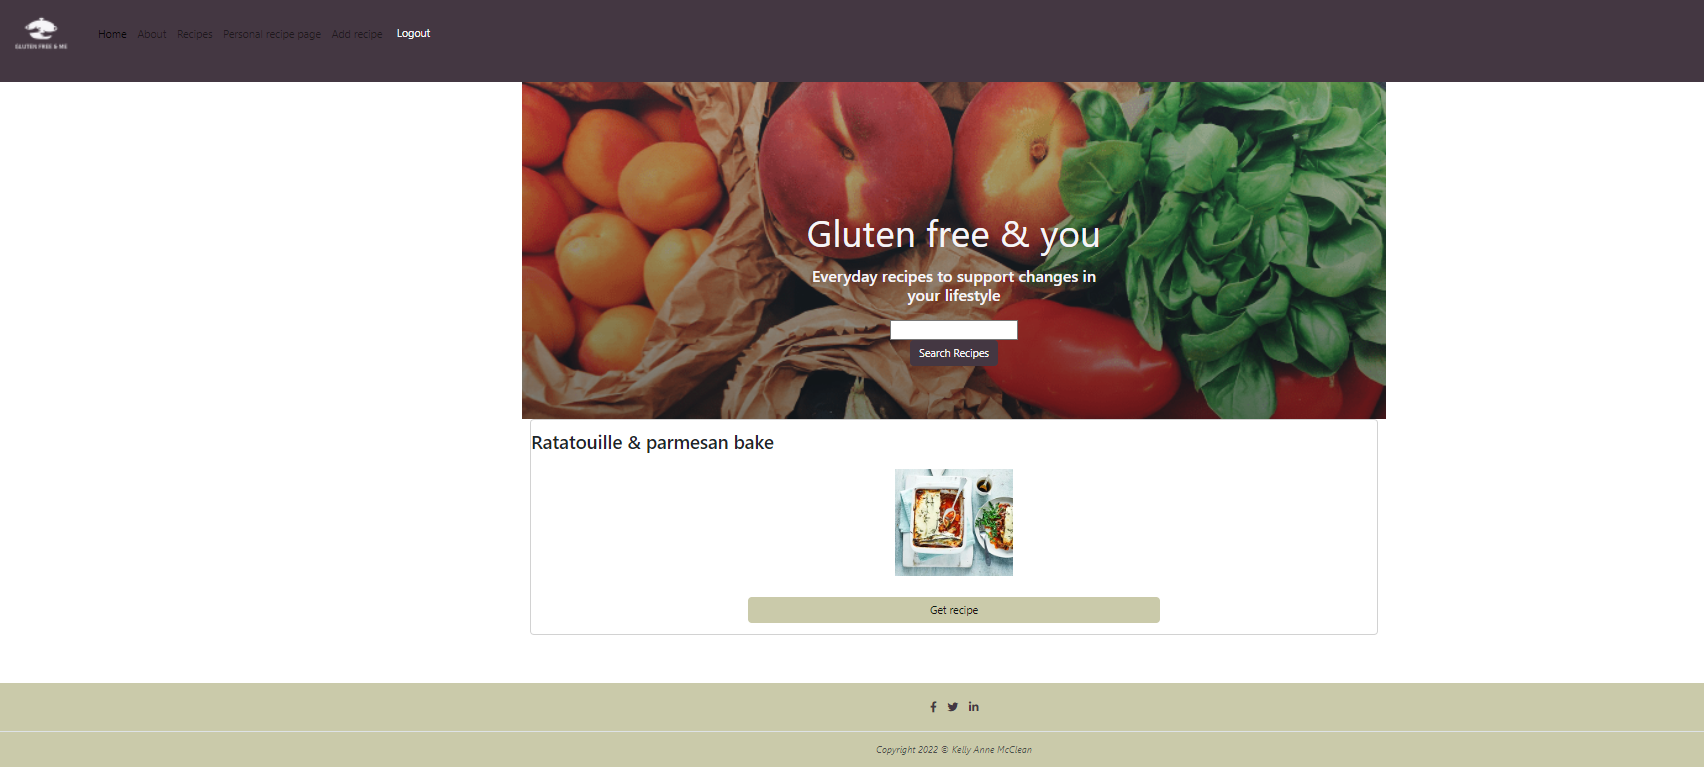 GLUTEN FREE & ME
Home About Recipes Personal recipe page Add recipe Logout
Gluten free & you
Everyday recipes to support changes in
your lifestyle
Search Recipes
Ratatouille & parmesan bake
Get recipe
Copyright 2022 © Kelly Anne McClean